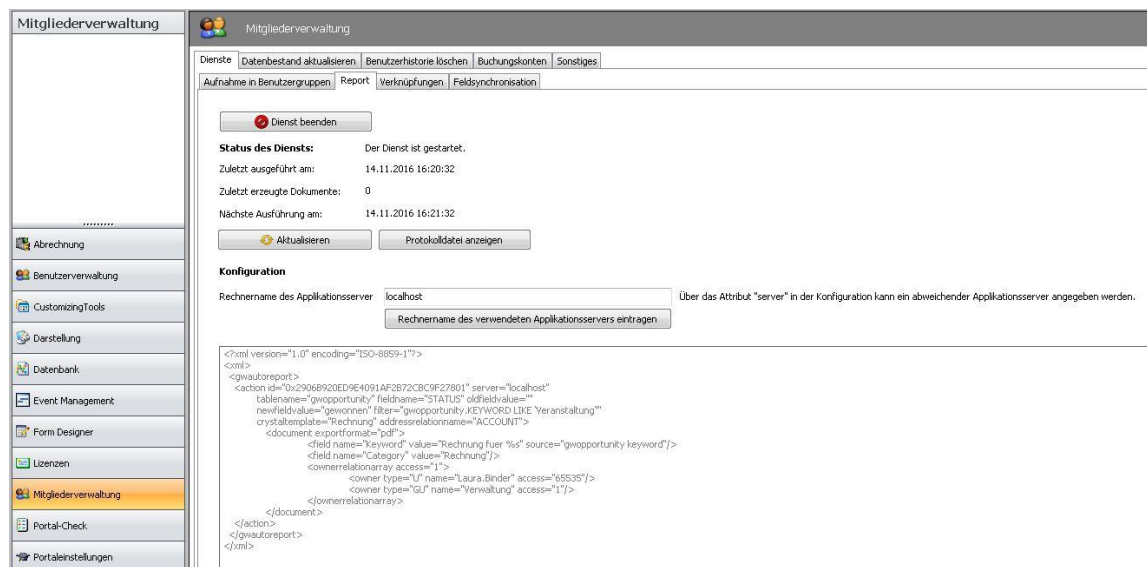 Mitgliederverwaltung
Mitgliederverwaltung
Dienste Datenbestand aktualisieren Benutzerhistorie löschen Buchungskonten Sonstiges
Aufnahme in Benutzergruppen Report Verknüpfungen Feldsynchronisation
Dienst beenden
Status des Diensts: Der Dienst ist gestartet.
Zuletzt ausgeführt am: 14.11.2016 16:20:32
Zuletzt erzeugte Dokumente: 0
Nächste Ausführung am: 14.11.2016 16:21:32
Aktualisieren Protokolldatei anzeigen
Konfiguration
Rechnername des Applikationsserver localhost Über das Attribut "server" in der Konfiguration kann ein abweichender Applikationsserver angegeben werden.
Rechnername des verwendeten Applikationsservers eintragen
<?xml version="1.0" encoding="ISO-8859-1"?>
<xml>
<gwautoreport>
<action id="0x2906B920ED9E4091AF2B72CBC9F27801" server="localhost"
tablename="gwopportunity" fieldname="STATUS" oldfieldvalue=""
newfieldvalue="gewonnen" filter="gwopportunity.KEYWORD LIKE 'Veranstaltung'"
crystaltemplate="Rechnung" addressrelationname="ACCOUNT">
<document exportformat="pdf">
<field name="Keyword" value="Rechnung fuer %s" source="gwopportunity keyword"/>
<field name="Category" value="Rechnung"/>
<ownerrelationarray access="1">
<owner type="U" name="Laura.Binder" access="65535"/>
<owner type="GU" name="Verwaltung" access="1"/>
</ownerrelationarray>
</document>
</action>
</gwautoreport>
</xml>
Abrechnung
Benutzerverwaltung
CustomizingTools
Darstellung
Datenbank
Event Management
Form Designer
Lizenzen
Mitgliederverwaltung
Portal-Check
Portaleinstellungen